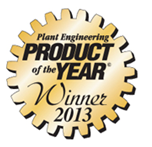 Plant Engineering
PRODUCT
of the
YEAR®
Winner
2013